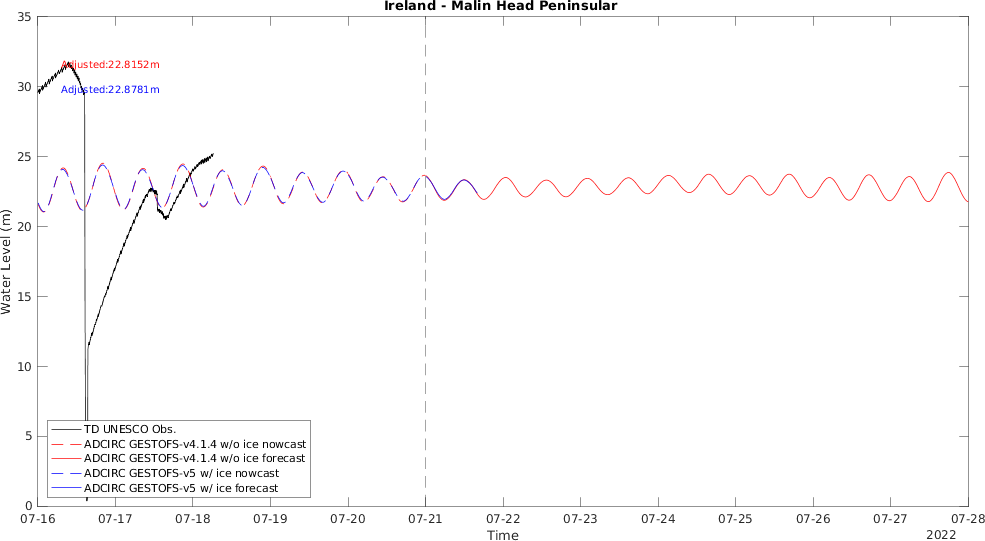 Ireland - Malin Head Peninsular
35
30
25
20
15
10
5
0
Water Level (m)
Adjusted:22.8152m
Adjusted:22.8781m
TD UNESCO Obs.
ADCIRC GESTOFS-v4.1.4 w/o ice nowcast
ADCIRC GESTOFS-v4.1.4 w/o ice forecast
ADCIRC GESTOFS-v5 w/ ice nowcast
ADCIRC GESTOFS-v5 w/ ice forecast
07-16 07-17 07-18 07-19 07-20 07-21 07-22 07-23 07-24 07-25 07-26 07-27 07-28
Time
2022